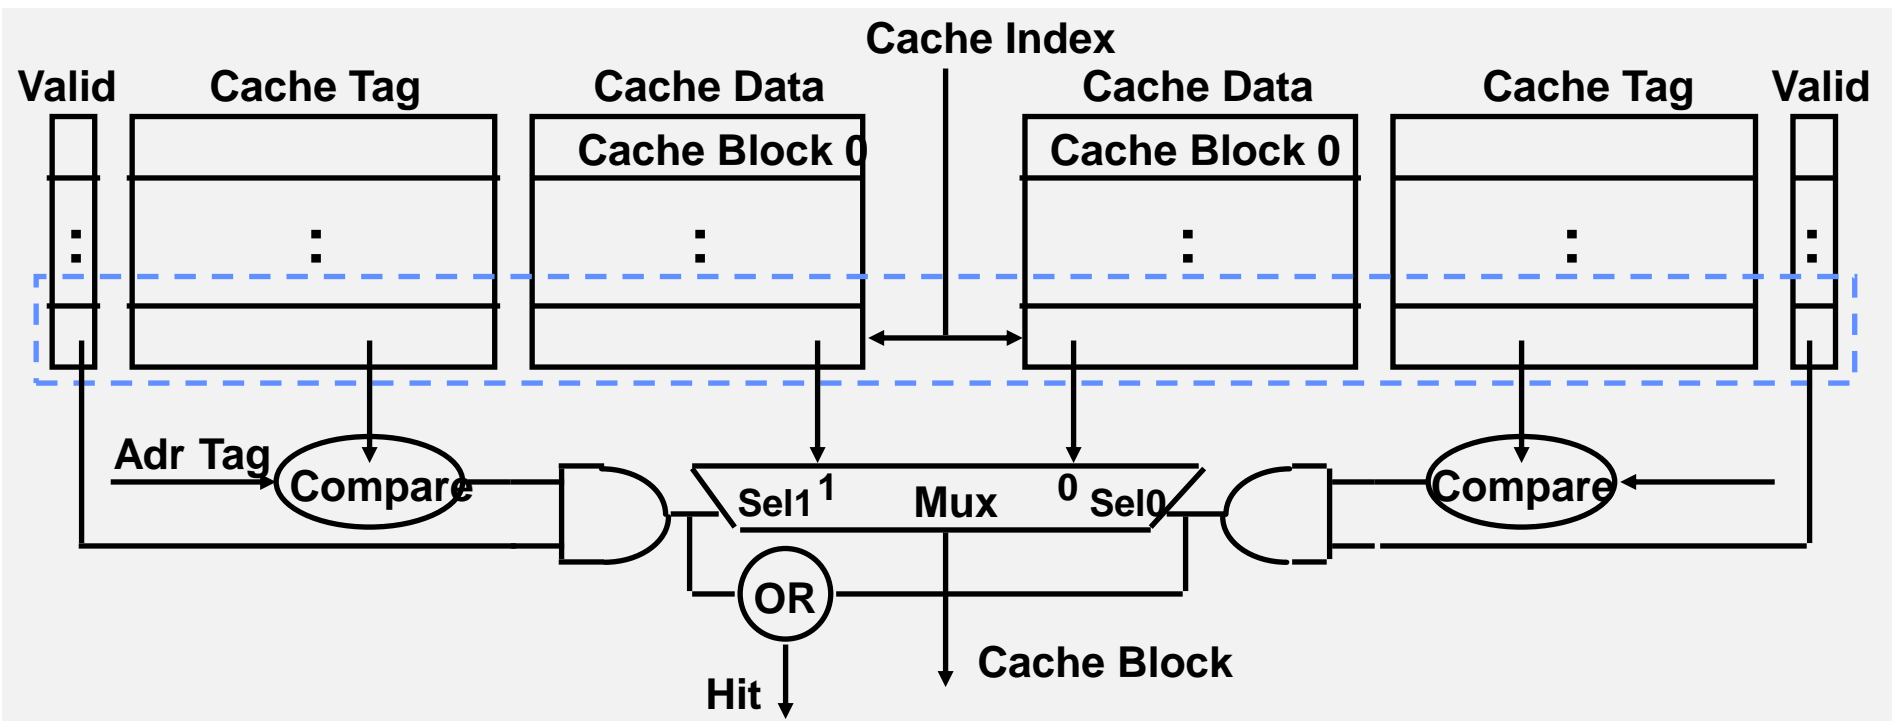 Cache Index
Valid Cache Tag Cache Data Cache Data Cache Tag Valid
Cache Block 0 Cache Block 0
: : : : : :
Adr Tag
Compare Sel1 1 Mux 0 Sel0 Compare
OR
Cache Block
Hit